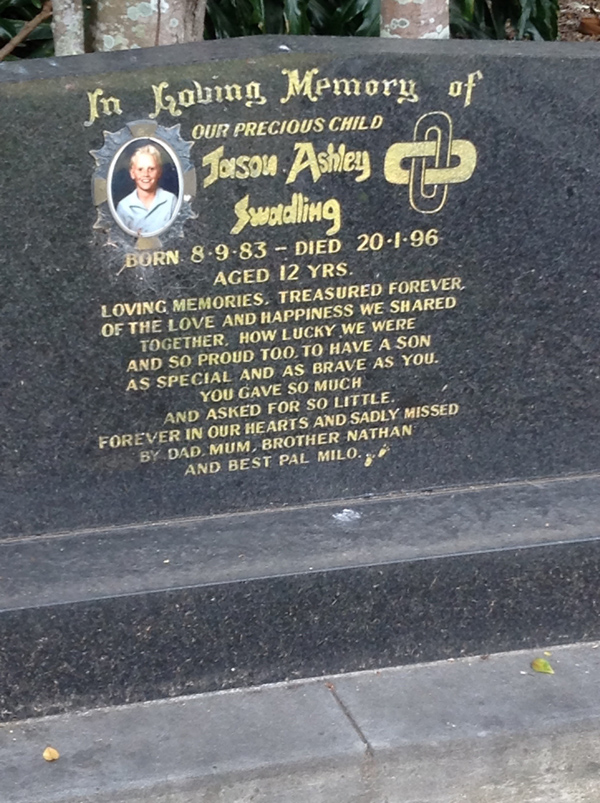 In Loving Memory of
OUR PRECIOUS CHILD
Jason Ashley
Swadling
BORN 8·9·83 – DIED 20·1·96
AGED 12 YRS.
LOVING MEMORIES, TREASURED FOREVER,
OF THE LOVE AND HAPPINESS WE SHARED
TOGETHER. HOW LUCKY WE WERE
AND SO PROUD TOO, TO HAVE A SON
AS SPECIAL AND AS BRAVE AS YOU.
YOU GAVE SO MUCH
AND ASKED FOR SO LITTLE.
FOREVER IN OUR HEARTS AND SADLY MISSED
BY DAD, MUM, BROTHER NATHAN
AND BEST PAL MILO...